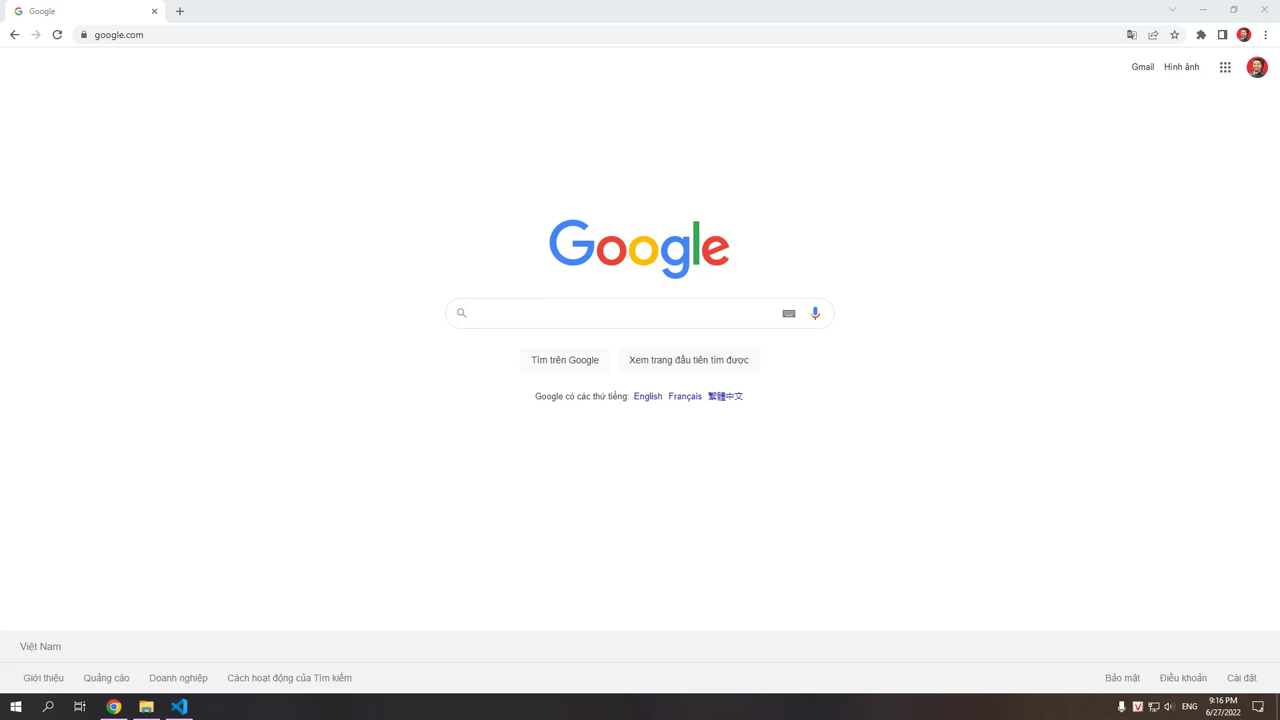 Google
google.com
Gmail Hình ảnh
Google
Tìm trên Google Xem trang đầu tiên tìm được
Google có các thứ tiếng: English Français 繁體中文
Việt Nam
Giới thiệu Quảng cáo Doanh nghiệp Cách hoạt động của Tìm kiếm Bảo mật Điều khoản Cài đặt
V ENG 9:16 PM
6/27/2022